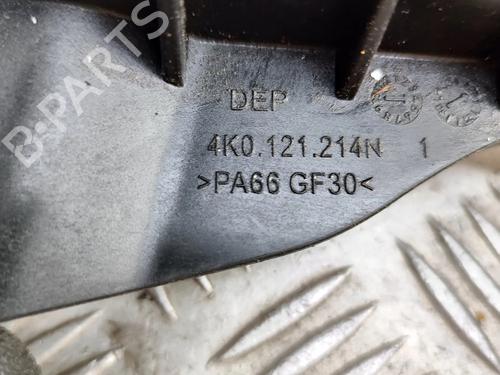 DEP
4K0.121.214N 1
>PA66 GF30<
B-PARTS